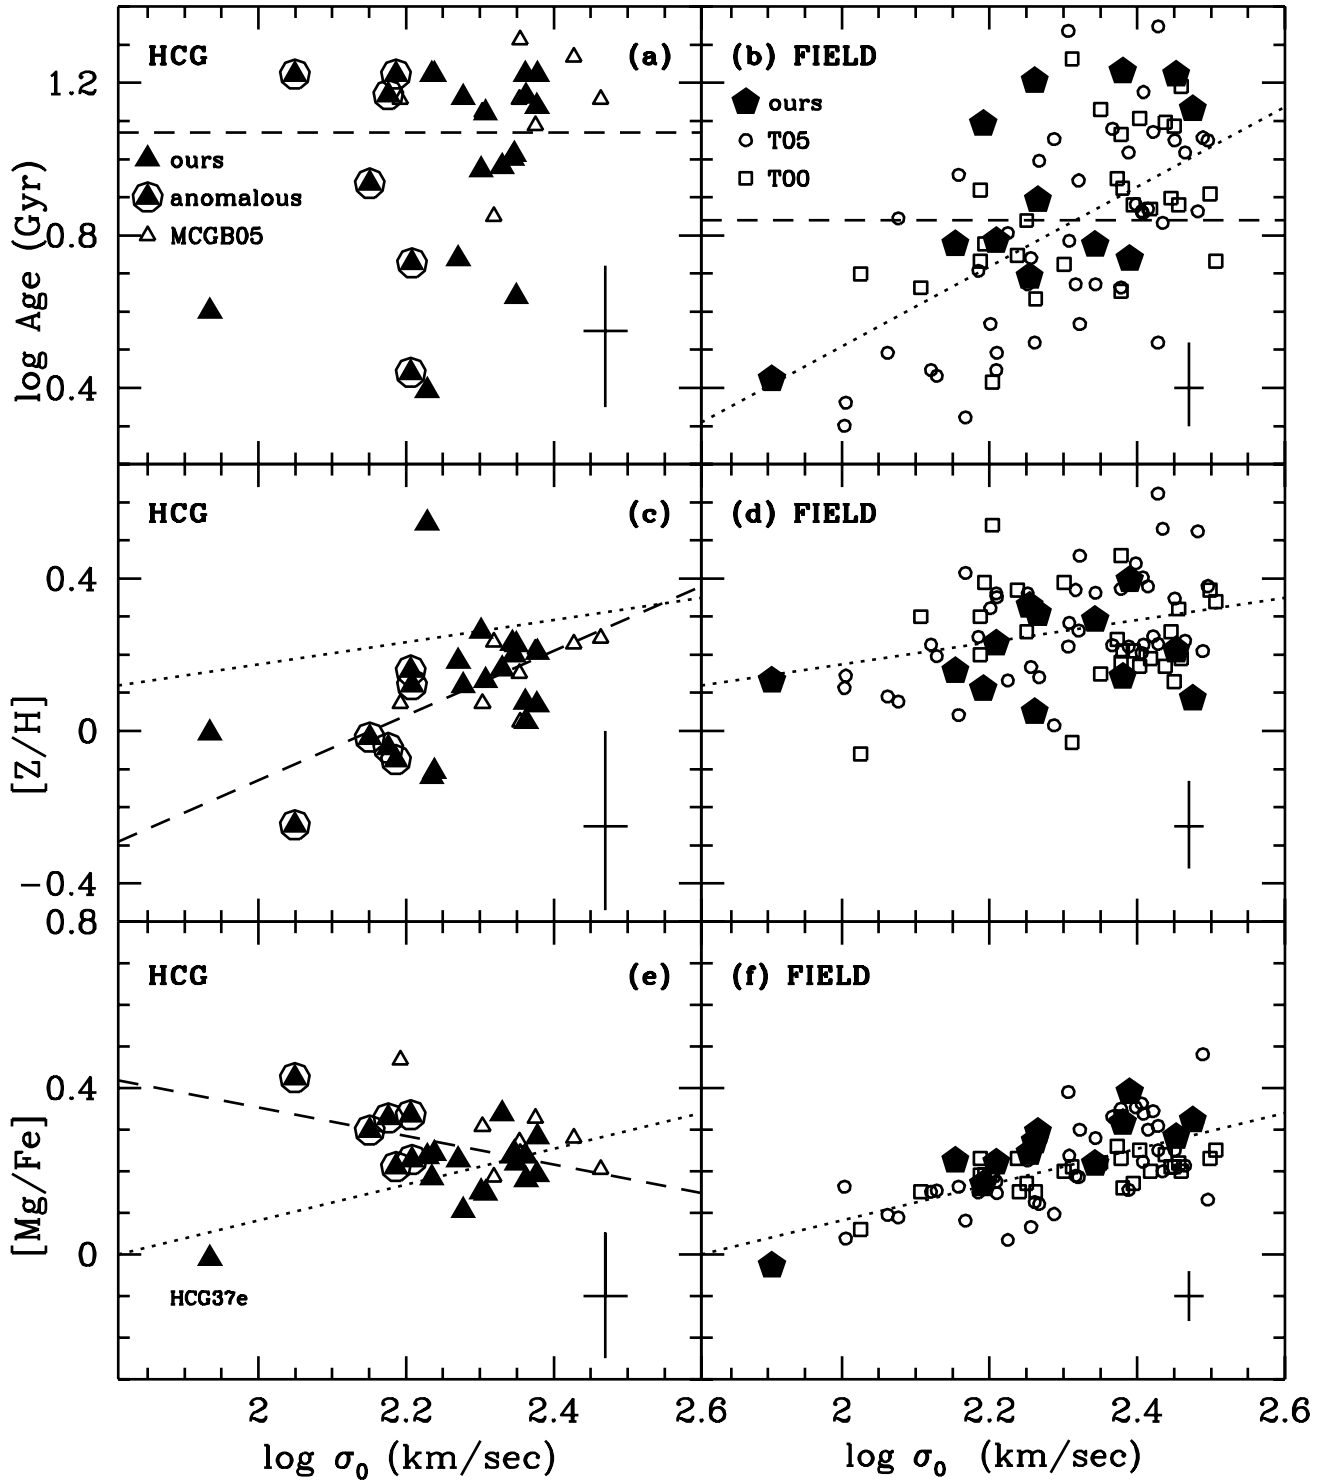 HCG (a)
(b) FIELD
1.2
0.8
0.4
log Age (Gyr)
ours
anomalous
MCGB05
ours
T05
T00
HCG (c)
(d) FIELD
0.4
0
−0.4
[Z/H]
HCG (e)
(f) FIELD
0.8
0.4
0
[Mg/Fe]
HCG37e
2 2.2 2.4 2.6
2 2.2 2.4 2.6
log σ0 (km/sec)
log σ0 (km/sec)